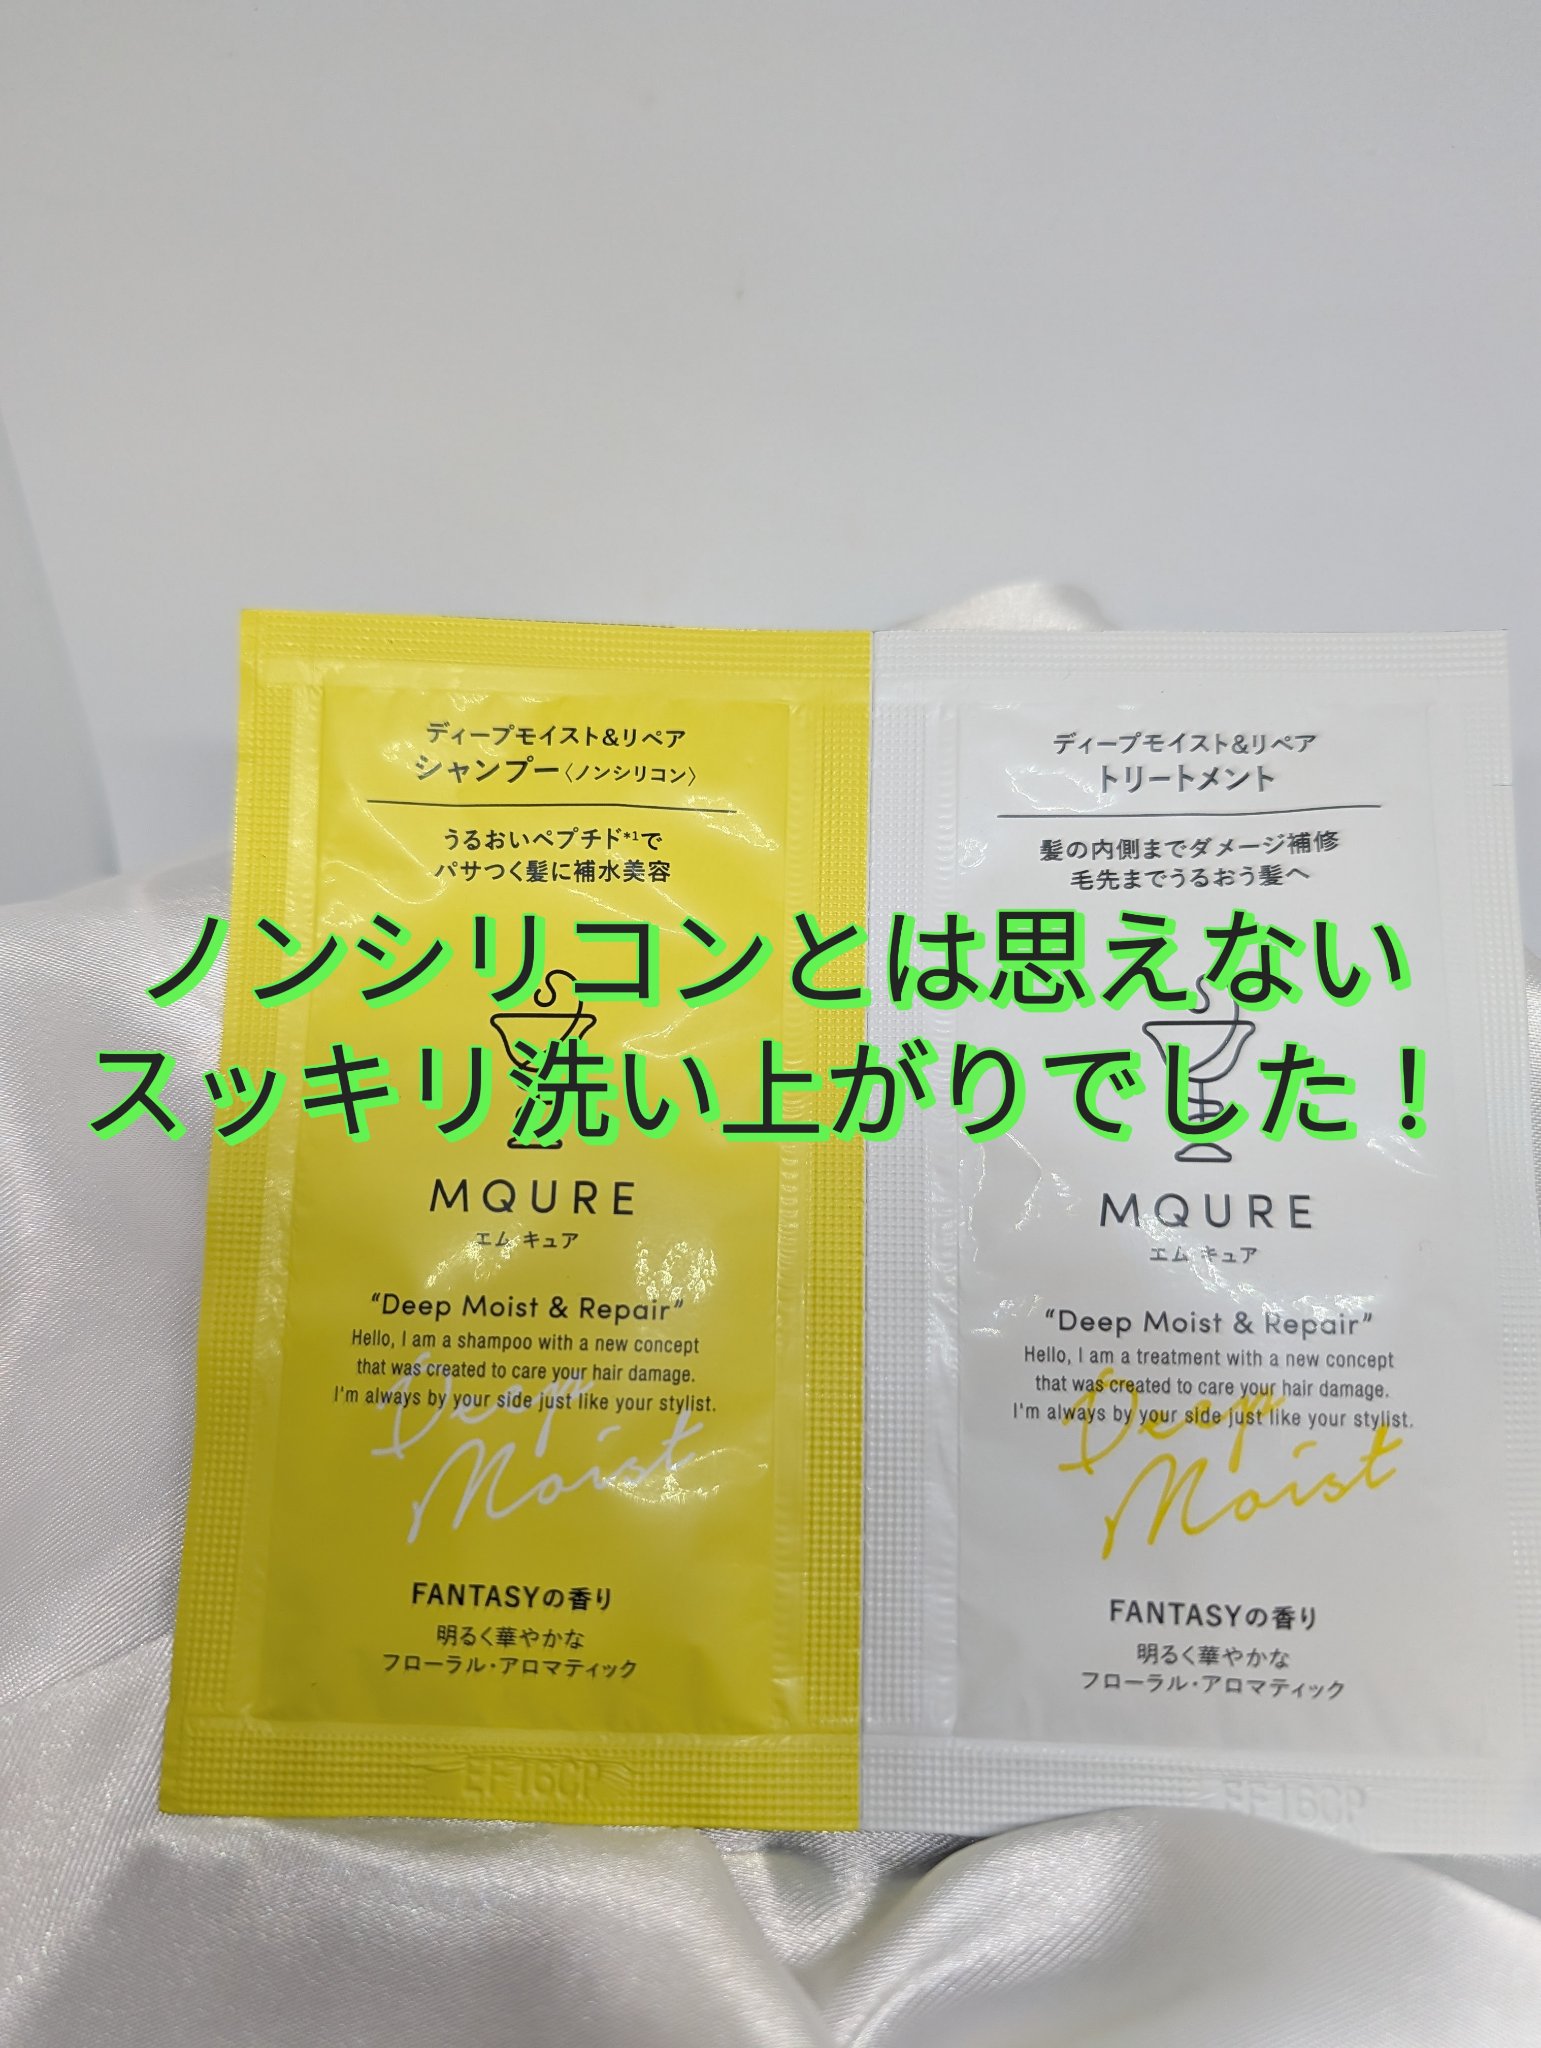 ディープモイスト&リペア
シャンプー〈ノンシリコン〉
うるおいペプチド*1で
パサつく髪に補水美容
ディープモイスト&リペア
トリートメント
髪の内側までダメージ補修
毛先までうるおう髪へ
ノンシリコンとは思えない
スッキリ洗い上がりでした！
MQURE
エム キュア
"Deep Moist & Repair"
Hello, I am a shampoo with a new concept
that was created to care your hair damage.
I'm always by your side just like your stylist.
Deep
Moist
FANTASYの香り
明るく華やかな
フローラル・アロマティック
EF16CP
MQURE
エム キュア
"Deep Moist & Repair"
Hello, I am a treatment with a new concept
that was created to care your hair damage.
I'm always by your side just like your stylist.
Deep
Moist
FANTASYの香り
明るく華やかな
フローラル・アロマティック
EF16CP